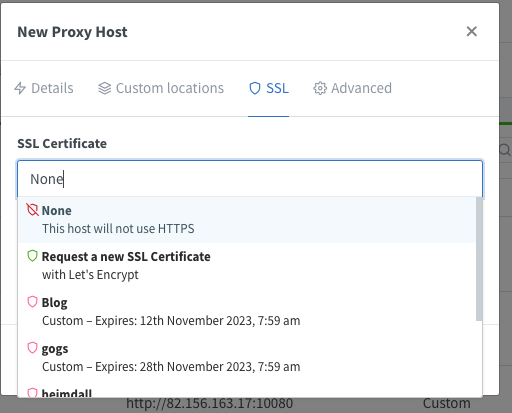 New Proxy Host
Details Custom locations SSL Advanced
SSL Certificate
None
None
This host will not use HTTPS
Request a new SSL Certificate
with Let's Encrypt
Blog
Custom – Expires: 12th November 2023, 7:59 am
gogs
Custom – Expires: 28th November 2023, 7:59 am
heimdall
http://82.156.163.17:10080 Custom